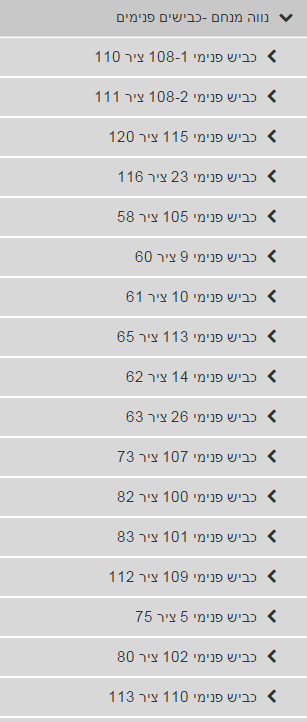 נווה מנחם -כבישים פנימים
כביש פנימי 108-1 ציר 110
כביש פנימי 108-2 ציר 111
כביש פנימי 115 ציר 120
כביש פנימי 23 ציר 116
כביש פנימי 105 ציר 58
כביש פנימי 9 ציר 60
כביש פנימי 10 ציר 61
כביש פנימי 113 ציר 65
כביש פנימי 14 ציר 62
כביש פנימי 26 ציר 63
כביש פנימי 107 ציר 73
כביש פנימי 100 ציר 82
כביש פנימי 101 ציר 83
כביש פנימי 109 ציר 112
כביש פנימי 5 ציר 75
כביש פנימי 102 ציר 80
כביש פנימי 110 ציר 113